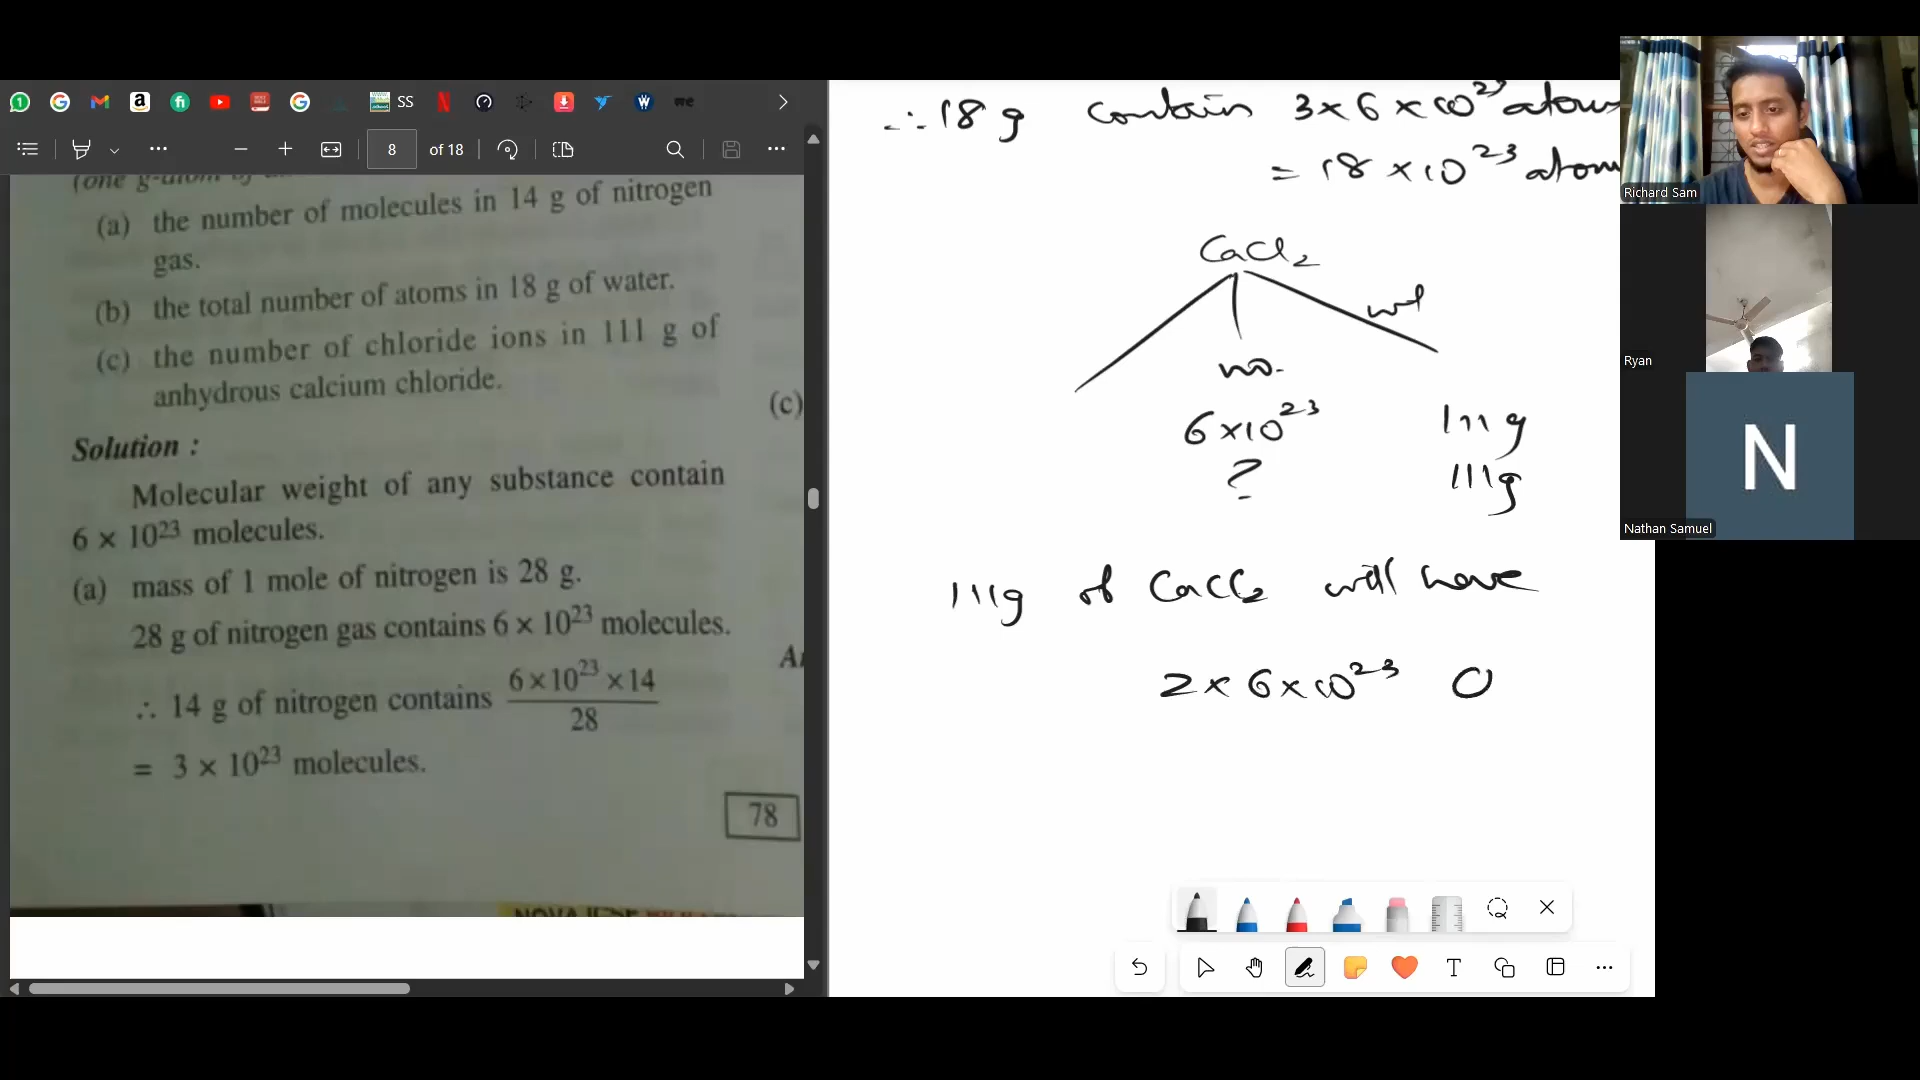 SS
8 of 18
(one g-atom
(a) the number of molecules in 14 g of nitrogen
gas.
(b) the total number of atoms in 18 g of water.
(c) the number of chloride ions in 111 g of
anhydrous calcium chloride.
(c)
Solution :
Molecular weight of any substance contain
6 × 10²³ molecules.
(a) mass of 1 mole of nitrogen is 28 g.
28 g of nitrogen gas contains 6 × 10²³ molecules.
∴ 14 g of nitrogen contains 6×10²³ ×14 / 28
= 3 × 10²³ molecules.
78
∴ 18 g contain 3×6×10²³ atoms
= 18 ×10²³ atom
CaCl₂
wt
no.
6×10²³ 111 g
? 111g
111g of CaCl₂ will have
2×6×10²³ O
T
Richard Sam
Ryan
N
Nathan Samuel